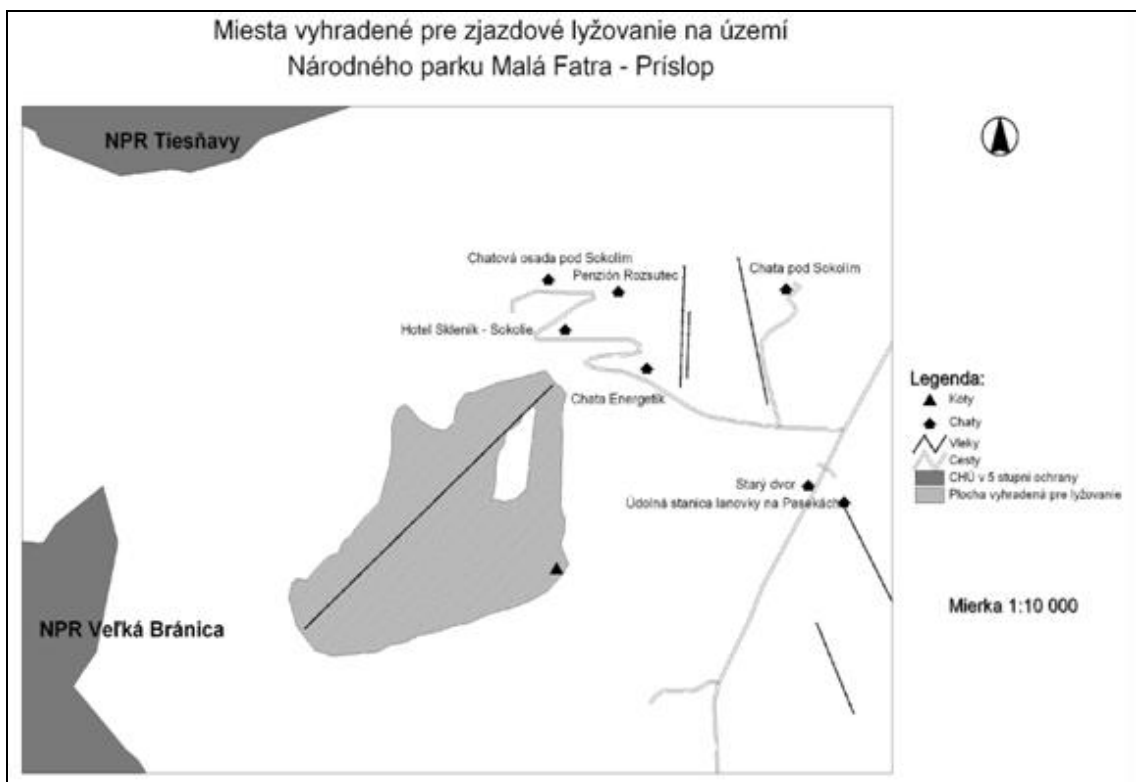 Miesta vyhradené pre zjazdové lyžovanie na území
Národného parku Malá Fatra - Príslop
NPR Tiesňavy
Chatová osada pod Sokolím
Penzión Rozsutec
Chata pod Sokolím
Hotel Skleník - Sokolie
Chata Energetik
Starý dvor
Údolná stanica lanovky na Pasekách
NPR Veľká Bránica
Legenda:
Kóty
Chaty
Vleky
Cesty
CHÚ v 5 stupni ochrany
Plocha vyhradená pre lyžovanie
Mierka 1:10 000